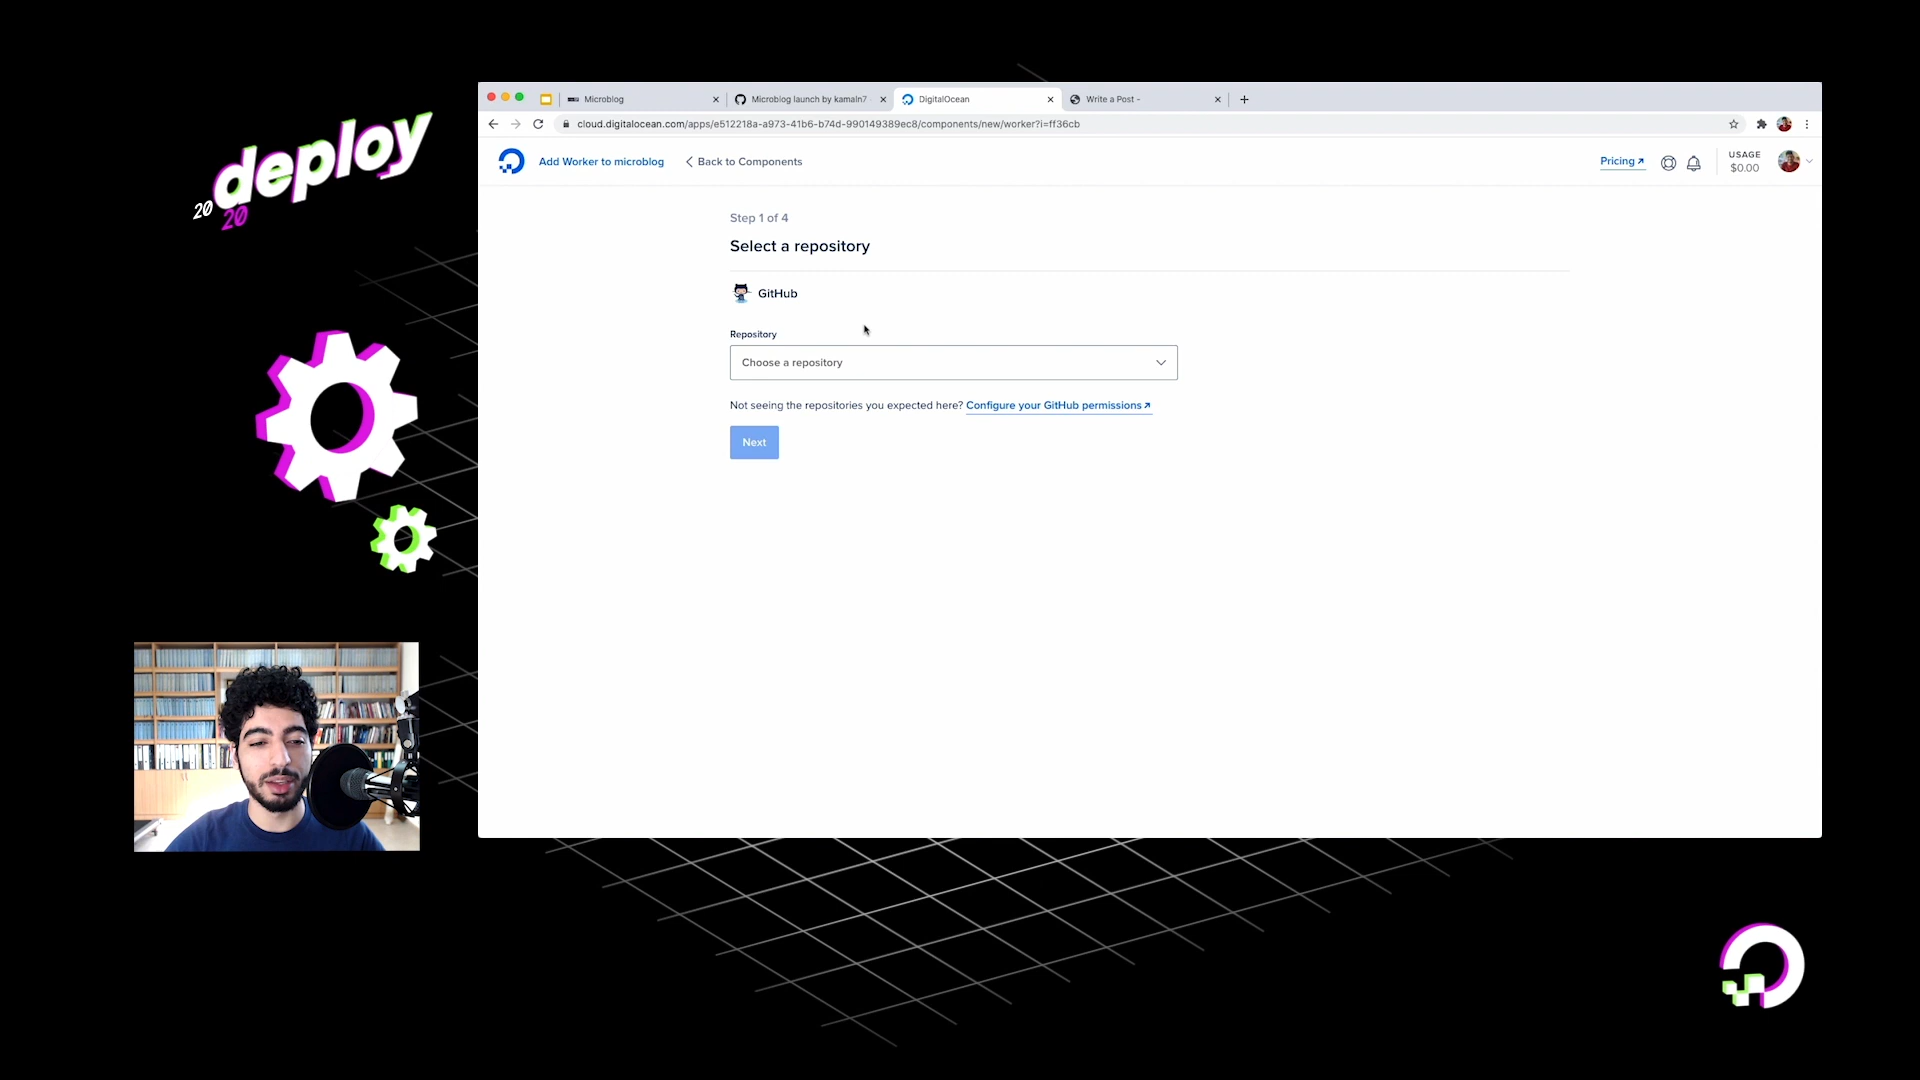 deploy
20
20
Microblog
Microblog launch by kamaln7
DigitalOcean
Write a Post -
cloud.digitalocean.com/apps/e512218a-a973-41b6-b74d-990149389ec8/components/new/worker?i=ff36cb
Add Worker to microblog
Back to Components
Pricing
USAGE
$0.00
Step 1 of 4
Select a repository
GitHub
Repository
Choose a repository
Not seeing the repositories you expected here? Configure your GitHub permissions
Next